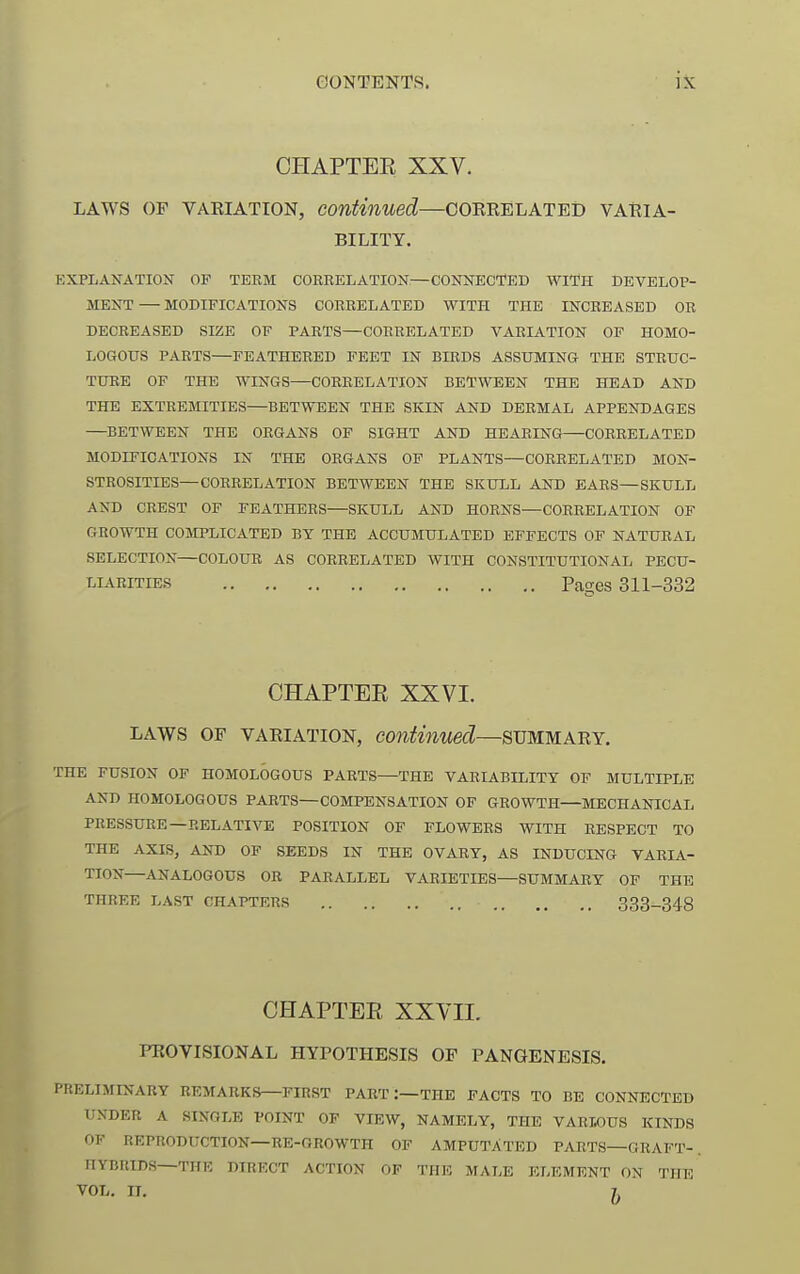 CONTENTS. ix
CHAPTER XXV.
LAWS OF VARIATION, continued—CORRELATED VARIA-
BILITY.
EXPLANATION OF TERM CORRELATION—CONNECTED WITH DEVELOP-
MENT — MODIFICATIONS CORRELATED WITH THE INCREASED OR
DECREASED SIZE OF PARTS—CORRELATED VARIATION OF HOMO-
LOGOUS PARTS—FEATHERED FEET IN BIRDS ASSUMING THE STRUC-
TURE OF THE WINGS—CORRELATION BETWEEN THE HEAD AND
THE EXTREMITIES—BETWEEN THE SKIN AND DERMAL APPENDAGES
—BETWEEN THE ORGANS OF SIGHT AND HEARING—CORRELATED
MODIFICATIONS IN THE ORGANS OF PLANTS—CORRELATED MON-
STROSITIES—CORRELATION BETWEEN THE SKULL AND EARS—SKULL
AND CREST OF FEATHERS—SKULL AND HORNS—CORRELATION OF
GROWTH COMPLICATED BY THE ACCUMULATED EFFECTS OF NATURAL
SELECTION—COLOUR AS CORRELATED WITH CONSTITUTIONAL PECU-
LIARITIES .. .. .. .. .. .. .. .. .. Pages 311-332
CHAPTER XXVI.
LAWS OF VARIATION, continued—SUMMARY.
THE FUSION OF HOMOLOGOUS PARTS—THE VARIABILITY OF MULTIPLE
AND HOMOLOGOUS PARTS—COMPENSATION OF GROWTH—MECHANICAL
PRESSURE—RELATIVE POSITION OF FLOWERS WITH RESPECT TO
THE AXIS, AND OF SEEDS IN THE OVARY, AS INDUCING VARIA-
TION—ANALOGOUS OR PARALLEL VARIETIES—SUMMARY OF THE
THREE LAST CHAPTERS .. .. .. .. .. .. .. 333-348
CHAPTER XXVII.
PROVISIONAL HYPOTHESIS OF PANGENESIS.
PRELIMINARY REMARKS—FIRST PART:—THE FACTS TO BE CONNECTED
UNDER A SINGLE POINT OF VIEW, NAMELY, THE VARIOUS KINDS
OF REPRODUCTION—RE-GROWTH OF AMPUTATED PARTS—GRAFT-
HYBRIDS—THE DIRECT ACTION OF THE MALE ELEMENT ON THE
VOL. II. b